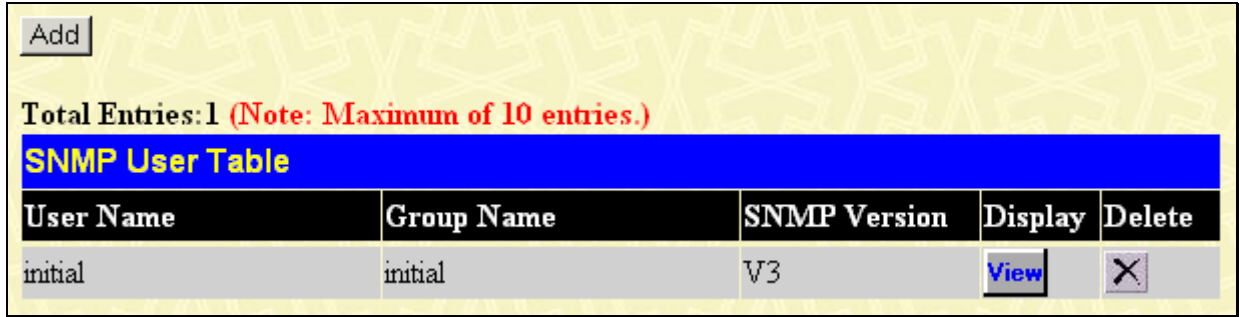 Add
Total Entries:1 (Note: Maximum of 10 entries.)
SNMP User Table
User Name Group Name SNMP Version Display Delete
initial initial V3 View X